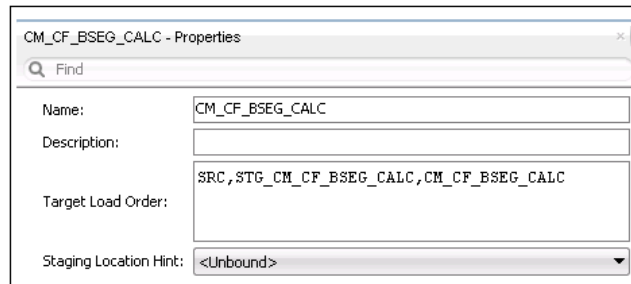 CM_CF_BSEG_CALC - Properties
Find
Name: CM_CF_BSEG_CALC
Description:
Target Load Order: SRC,STG_CM_CF_BSEG_CALC,CM_CF_BSEG_CALC
Staging Location Hint: <Unbound>